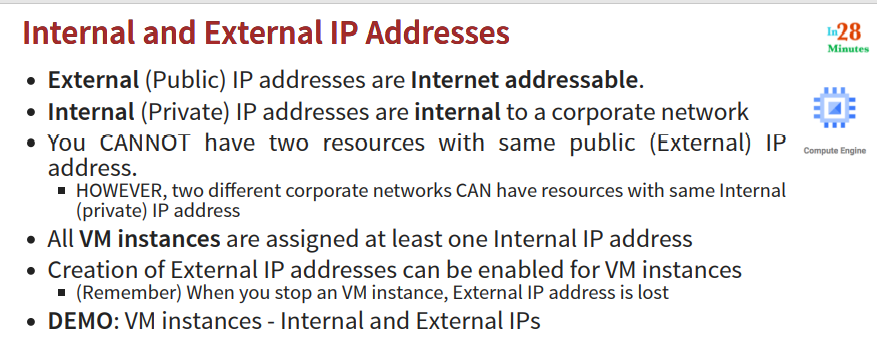 Internal and External IP Addresses
In28
Minutes
External (Public) IP addresses are Internet addressable.
Internal (Private) IP addresses are internal to a corporate network
You CANNOT have two resources with same public (External) IP
address.
HOWEVER, two different corporate networks CAN have resources with same Internal
(private) IP address
Compute Engine
All VM instances are assigned at least one Internal IP address
Creation of External IP addresses can be enabled for VM instances
(Remember) When you stop an VM instance, External IP address is lost
DEMO: VM instances - Internal and External IPs